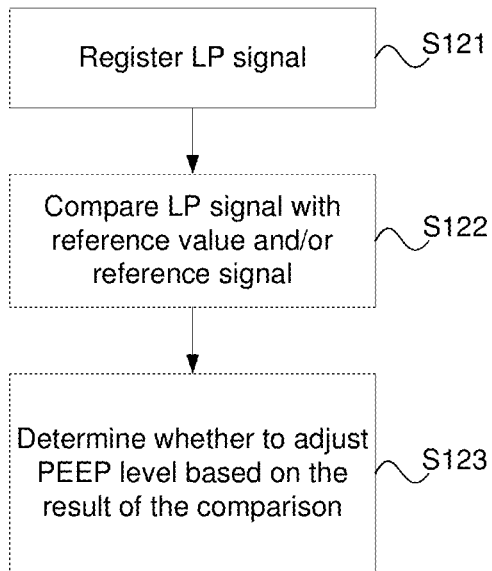 Register LP signal
S121
Compare LP signal with
reference value and/or
reference signal
S122
Determine whether to adjust
PEEP level based on the
result of the comparison
S123